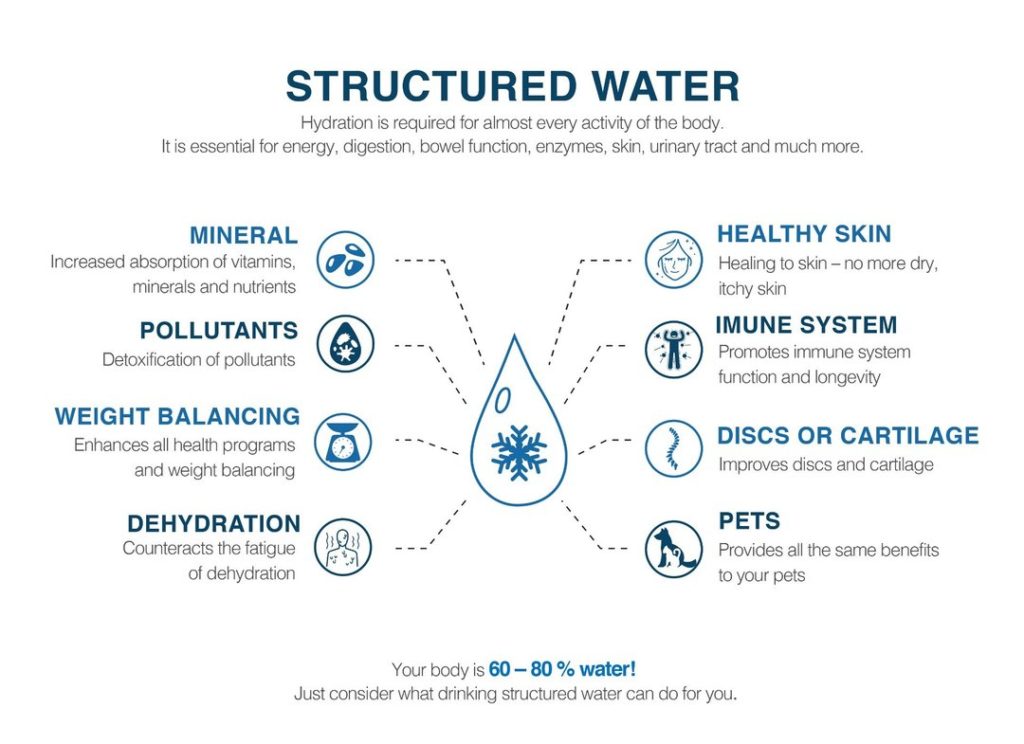 STRUCTURED WATER
Hydration is required for almost every activity of the body.
It is essential for energy, digestion, bowel function, enzymes, skin, urinary tract and much more.
MINERAL
Increased absorption of vitamins,
minerals and nutrients
POLLUTANTS
Detoxification of pollutants
WEIGHT BALANCING
Enhances all health programs
and weight balancing
DEHYDRATION
Counteracts the fatigue
of dehydration
HEALTHY SKIN
Healing to skin – no more dry,
itchy skin
IMUNE SYSTEM
Promotes immune system
function and longevity
DISCS OR CARTILAGE
Improves discs and cartilage
PETS
Provides all the same benefits
to your pets
Your body is 60 – 80 % water!
Just consider what drinking structured water can do for you.